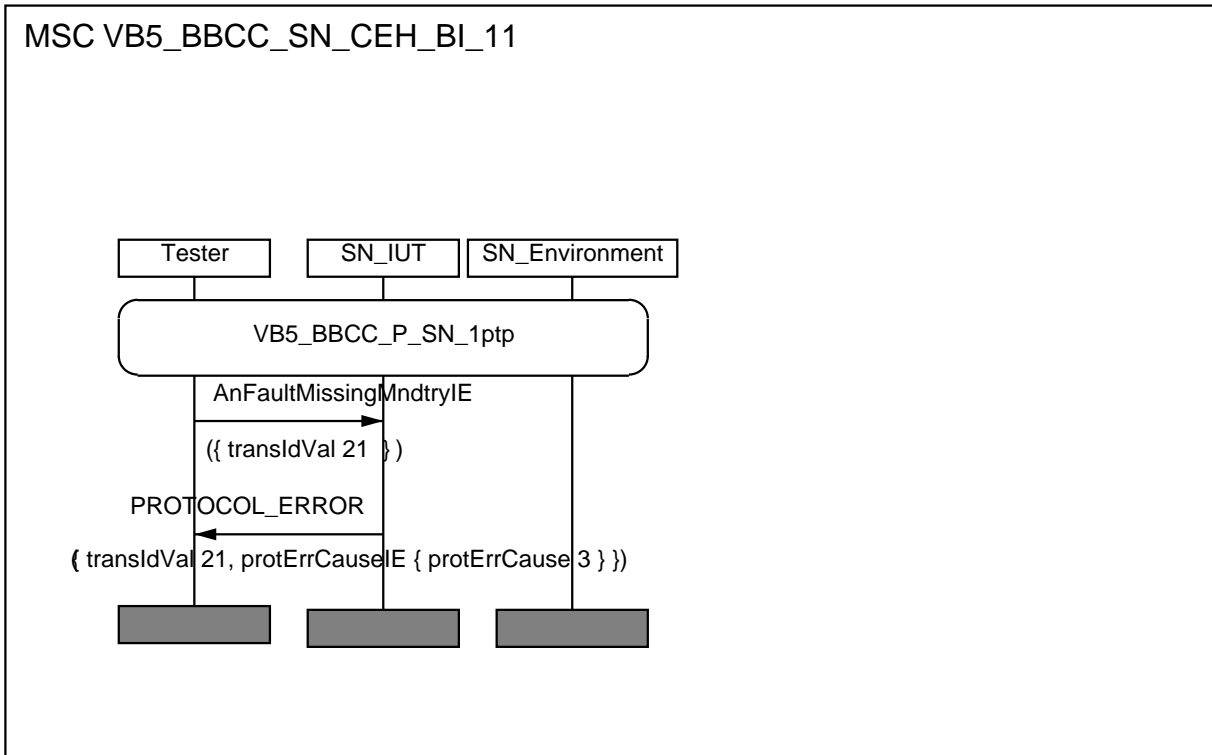 MSC VB5_BBCC_SN_CEH_BI_11
Tester SN_IUT SN_Environment
VB5_BBCC_P_SN_1ptp
AnFaultMissingMndtryIE
({ transIdVal 21 } )
PROTOCOL_ERROR
({ transIdVal 21, protErrCauseIE { protErrCause 3 } })